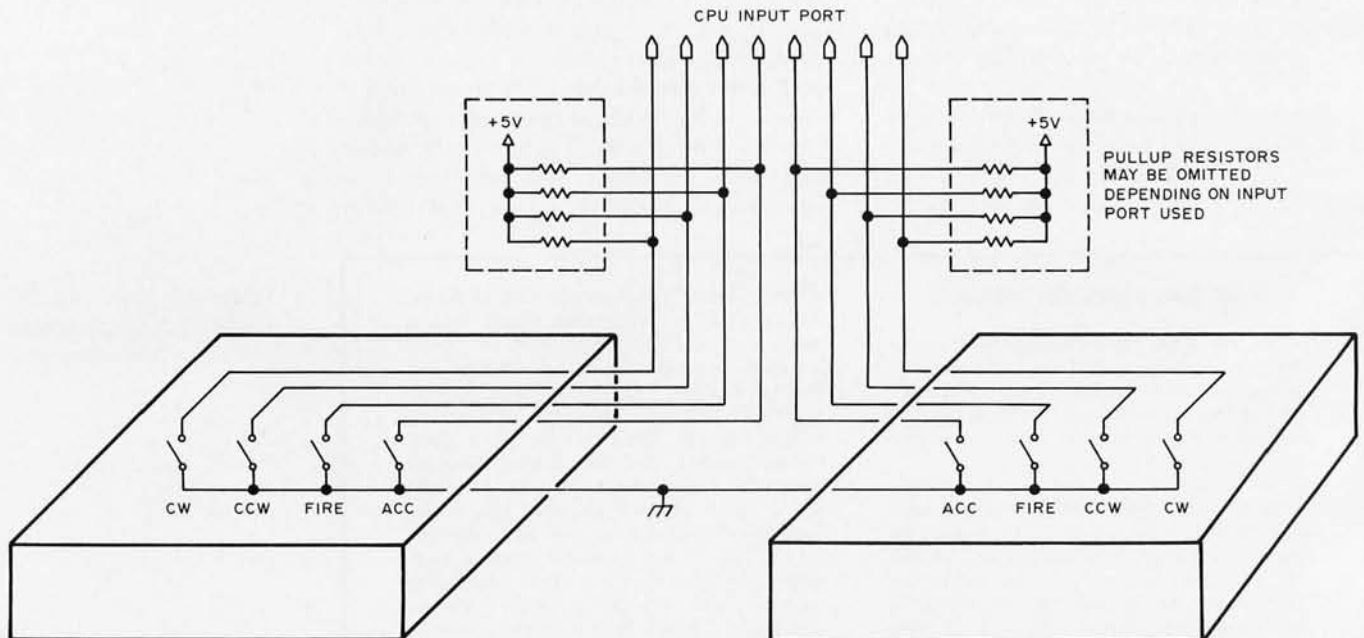 CPU INPUT PORT
+5V
+5V
PULLUP RESISTORS
MAY BE OMITTED
DEPENDING ON INPUT
PORT USED
CW CCW FIRE ACC
ACC FIRE CCW CW